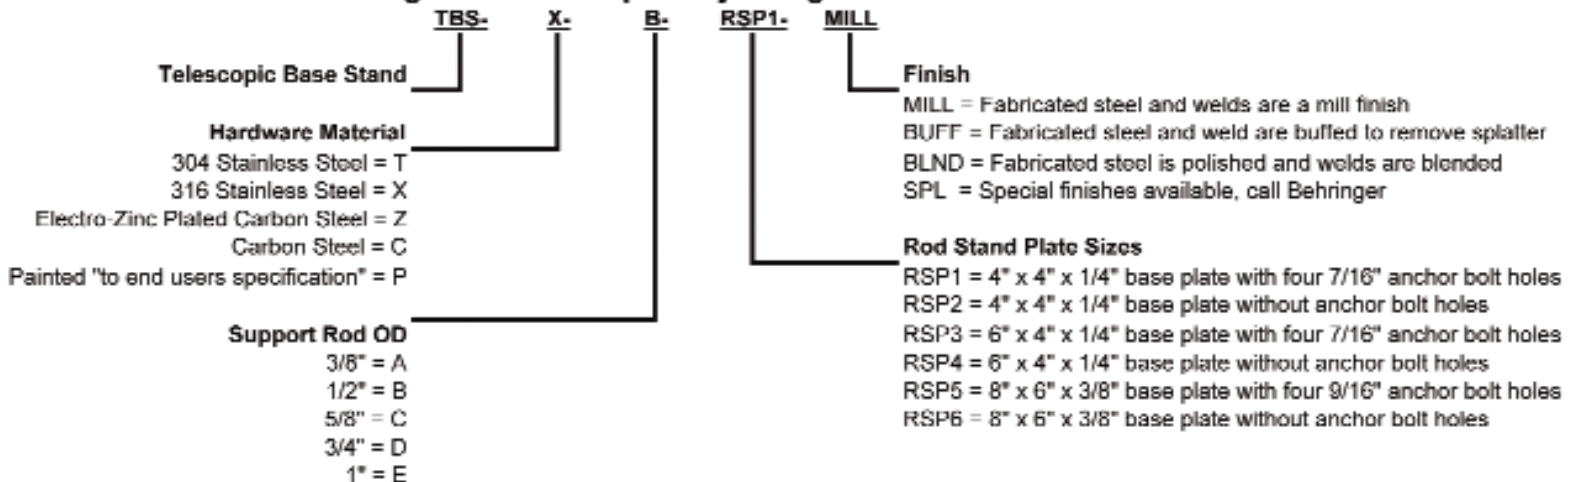 TBS- X- B- RSP1- MILL
Telescopic Base Stand
Hardware Material
304 Stainless Steel = T
316 Stainless Steel = X
Electro-Zinc Plated Carbon Steel = Z
Carbon Steel = C
Painted "to end users specification" = P
Support Rod OD
3/8" = A
1/2" = B
5/8" = C
3/4" = D
1" = E
Finish
MILL = Fabricated steel and welds are a mill finish
BUFF = Fabricated steel and weld are buffed to remove splatter
BLND = Fabricated steel is polished and welds are blended
SPL = Special finishes available, call Behringer
Rod Stand Plate Sizes
RSP1 = 4" x 4" x 1/4" base plate with four 7/16" anchor bolt holes
RSP2 = 4" x 4" x 1/4" base plate without anchor bolt holes
RSP3 = 6" x 4" x 1/4" base plate with four 7/16" anchor bolt holes
RSP4 = 6" x 4" x 1/4" base plate without anchor bolt holes
RSP5 = 8" x 6" x 3/8" base plate with four 9/16" anchor bolt holes
RSP6 = 8" x 6" x 3/8" base plate without anchor bolt holes